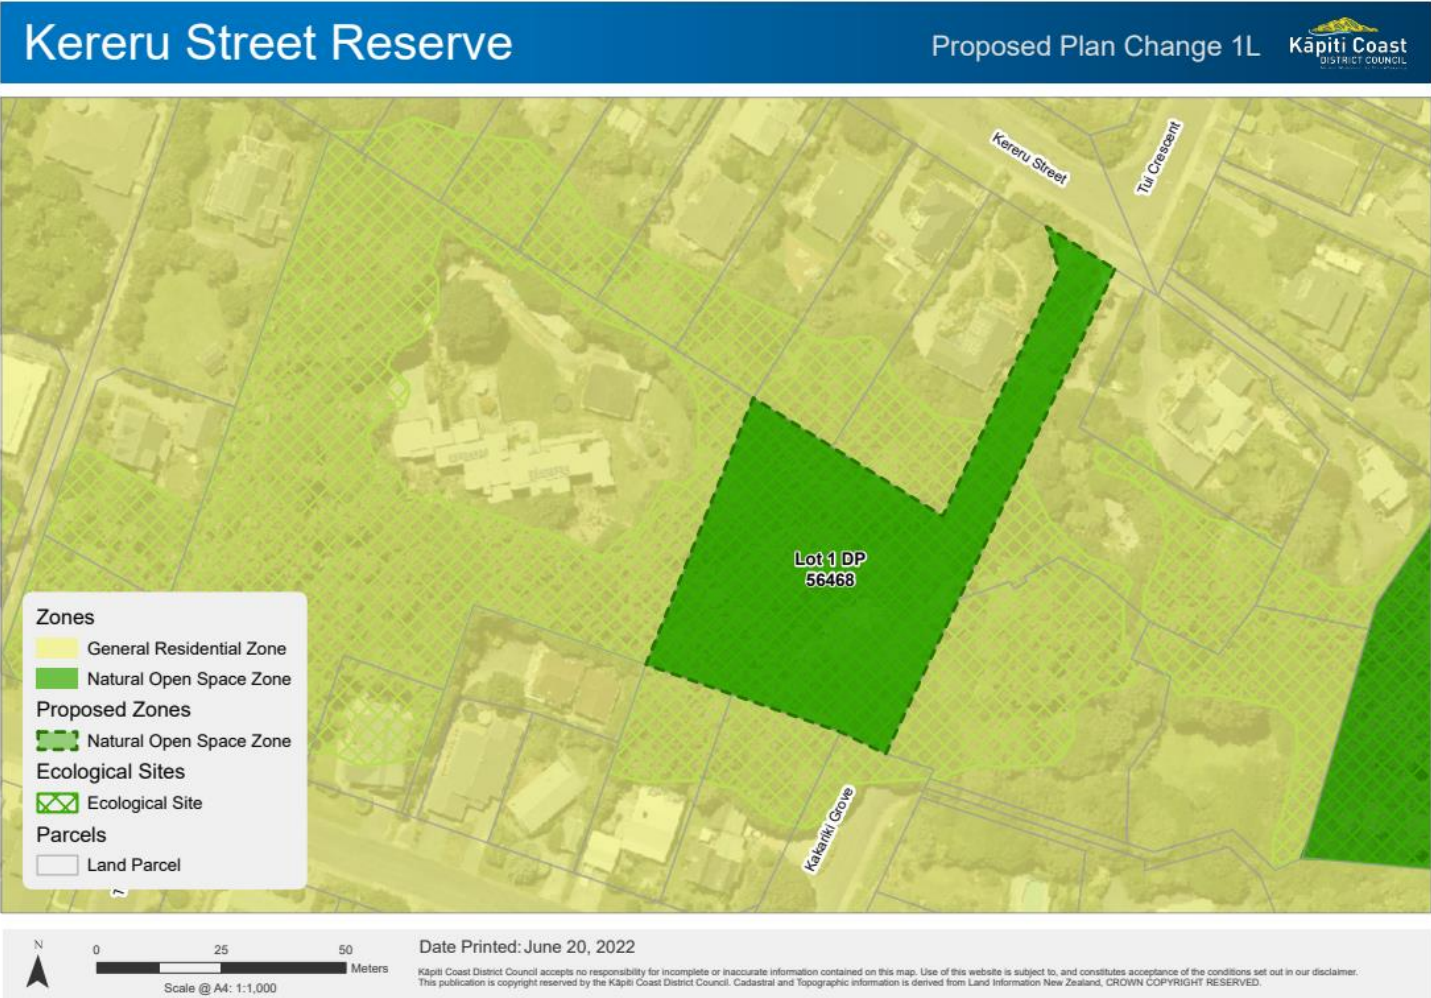 Kereru Street Reserve
Proposed Plan Change 1L
Kāpiti Coast
DISTRICT COUNCIL
Kereru Street
Tui Crescent
Lot 1 DP
56468
Kakariki Grove
Zones
General Residential Zone
Natural Open Space Zone
Proposed Zones
Natural Open Space Zone
Ecological Sites
Ecological Site
Parcels
Land Parcel
N
0 25 50
Meters
Scale @ A4: 1:1,000
Date Printed: June 20, 2022
Kāpiti Coast District Council accepts no responsibility for incomplete or inaccurate information contained on this map. Use of this website is subject to, and constitutes acceptance of the conditions set out in our disclaimer.
This publication is copyright reserved by the Kāpiti Coast District Council. Cadastral and Topographic information is derived from Land Information New Zealand, CROWN COPYRIGHT RESERVED.